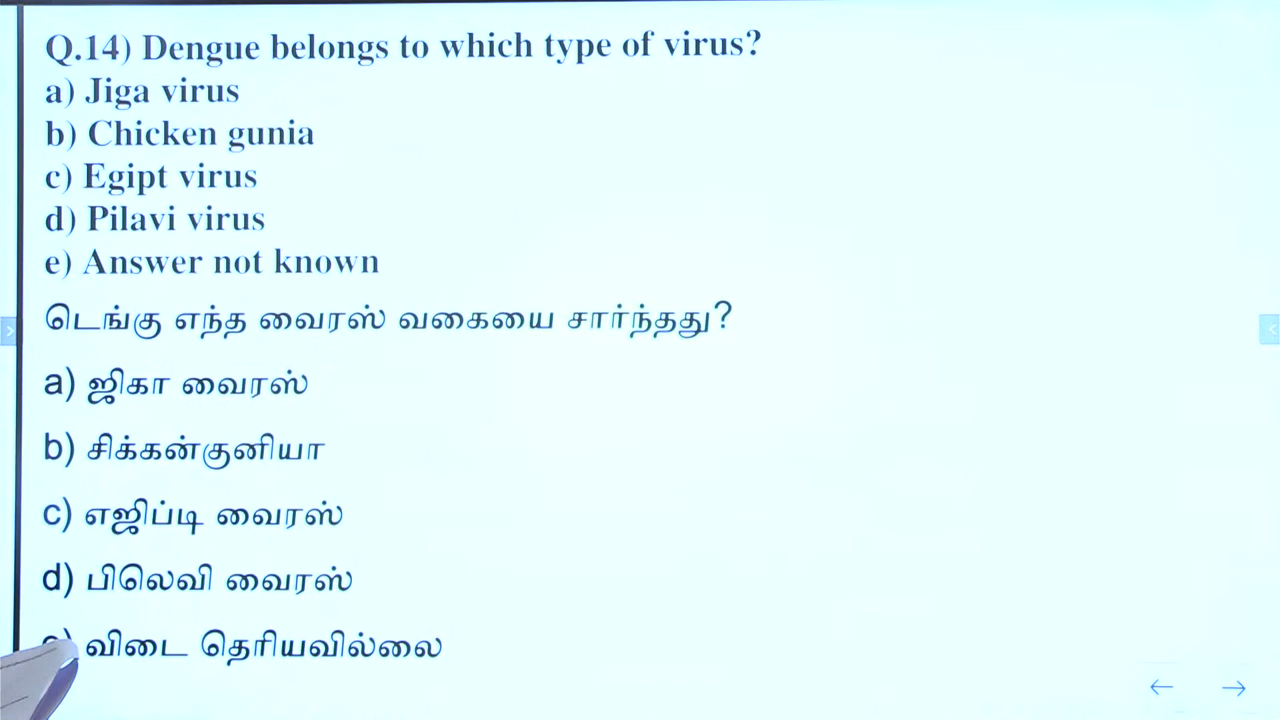 Q.14) Dengue belongs to which type of virus?
a) Jiga virus
b) Chicken gunia
c) Egipt virus
d) Pilavi virus
e) Answer not known
டெங்கு எந்த வைரஸ் வகையை சார்ந்தது?
a) ஜிகா வைரஸ்
b) சிக்கன்குனியா
c) எஜிப்டி வைரஸ்
d) பிலெவி வைரஸ்
e) விடை தெரியவில்லை